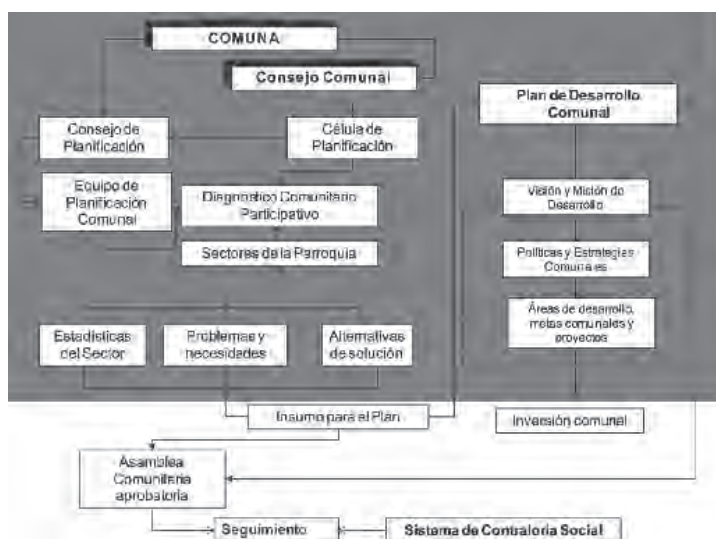 COMUNA
Consejo Comunal
Plan de Desarrollo
Comunal
Consejo de
Planificación
Célula de
Planificación
Equipo de
Planificación
Comunal
Diagnóstico Comunitario
Participativo
Visión y Misión de
Desarrollo
Sectores de la Parroquia
Políticas y Estrategias
Comunales
Áreas de desarrollo,
metas comunales y
proyectos
Estadísticas
del Sector
Problemas y
necesidades
Alternativas
de solución
Insumo para el Plan
Inversión comunal
Asamblea
Comunitaria
aprobatoria
Seguimiento
Sistema de Contraloría Social